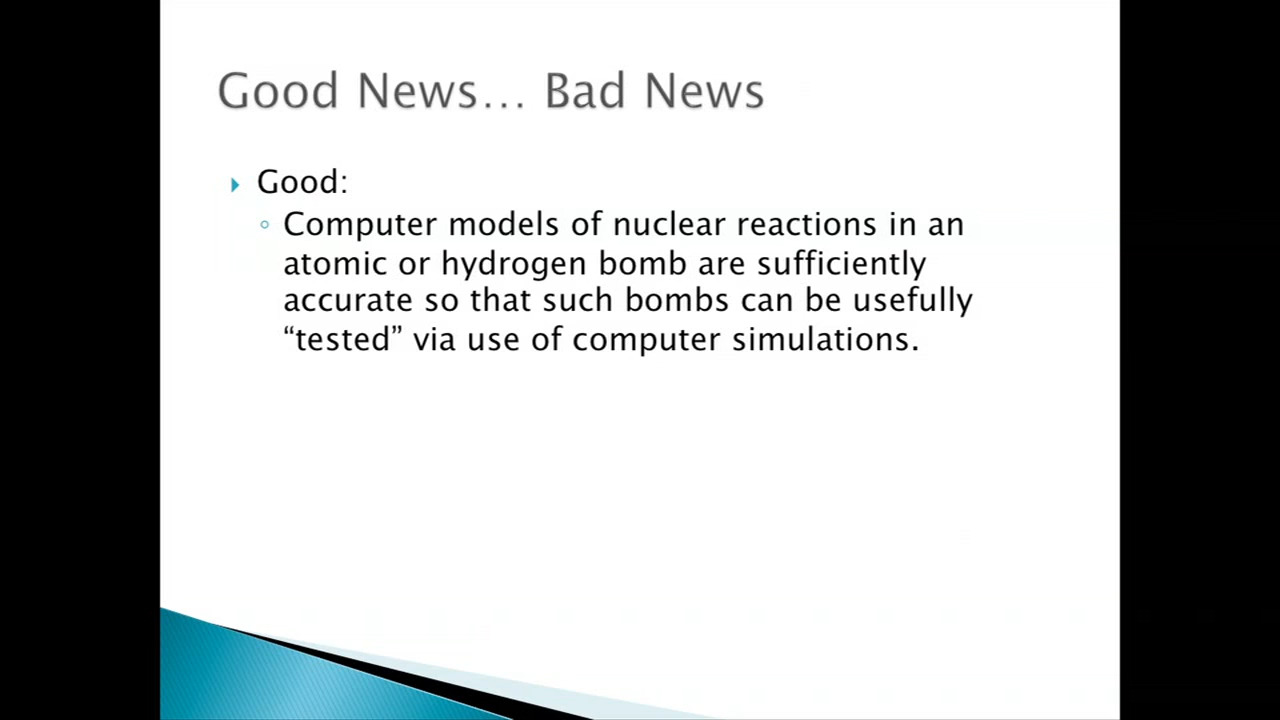 Good News… Bad News
Good:
Computer models of nuclear reactions in an
atomic or hydrogen bomb are sufficiently
accurate so that such bombs can be usefully
“tested” via use of computer simulations.